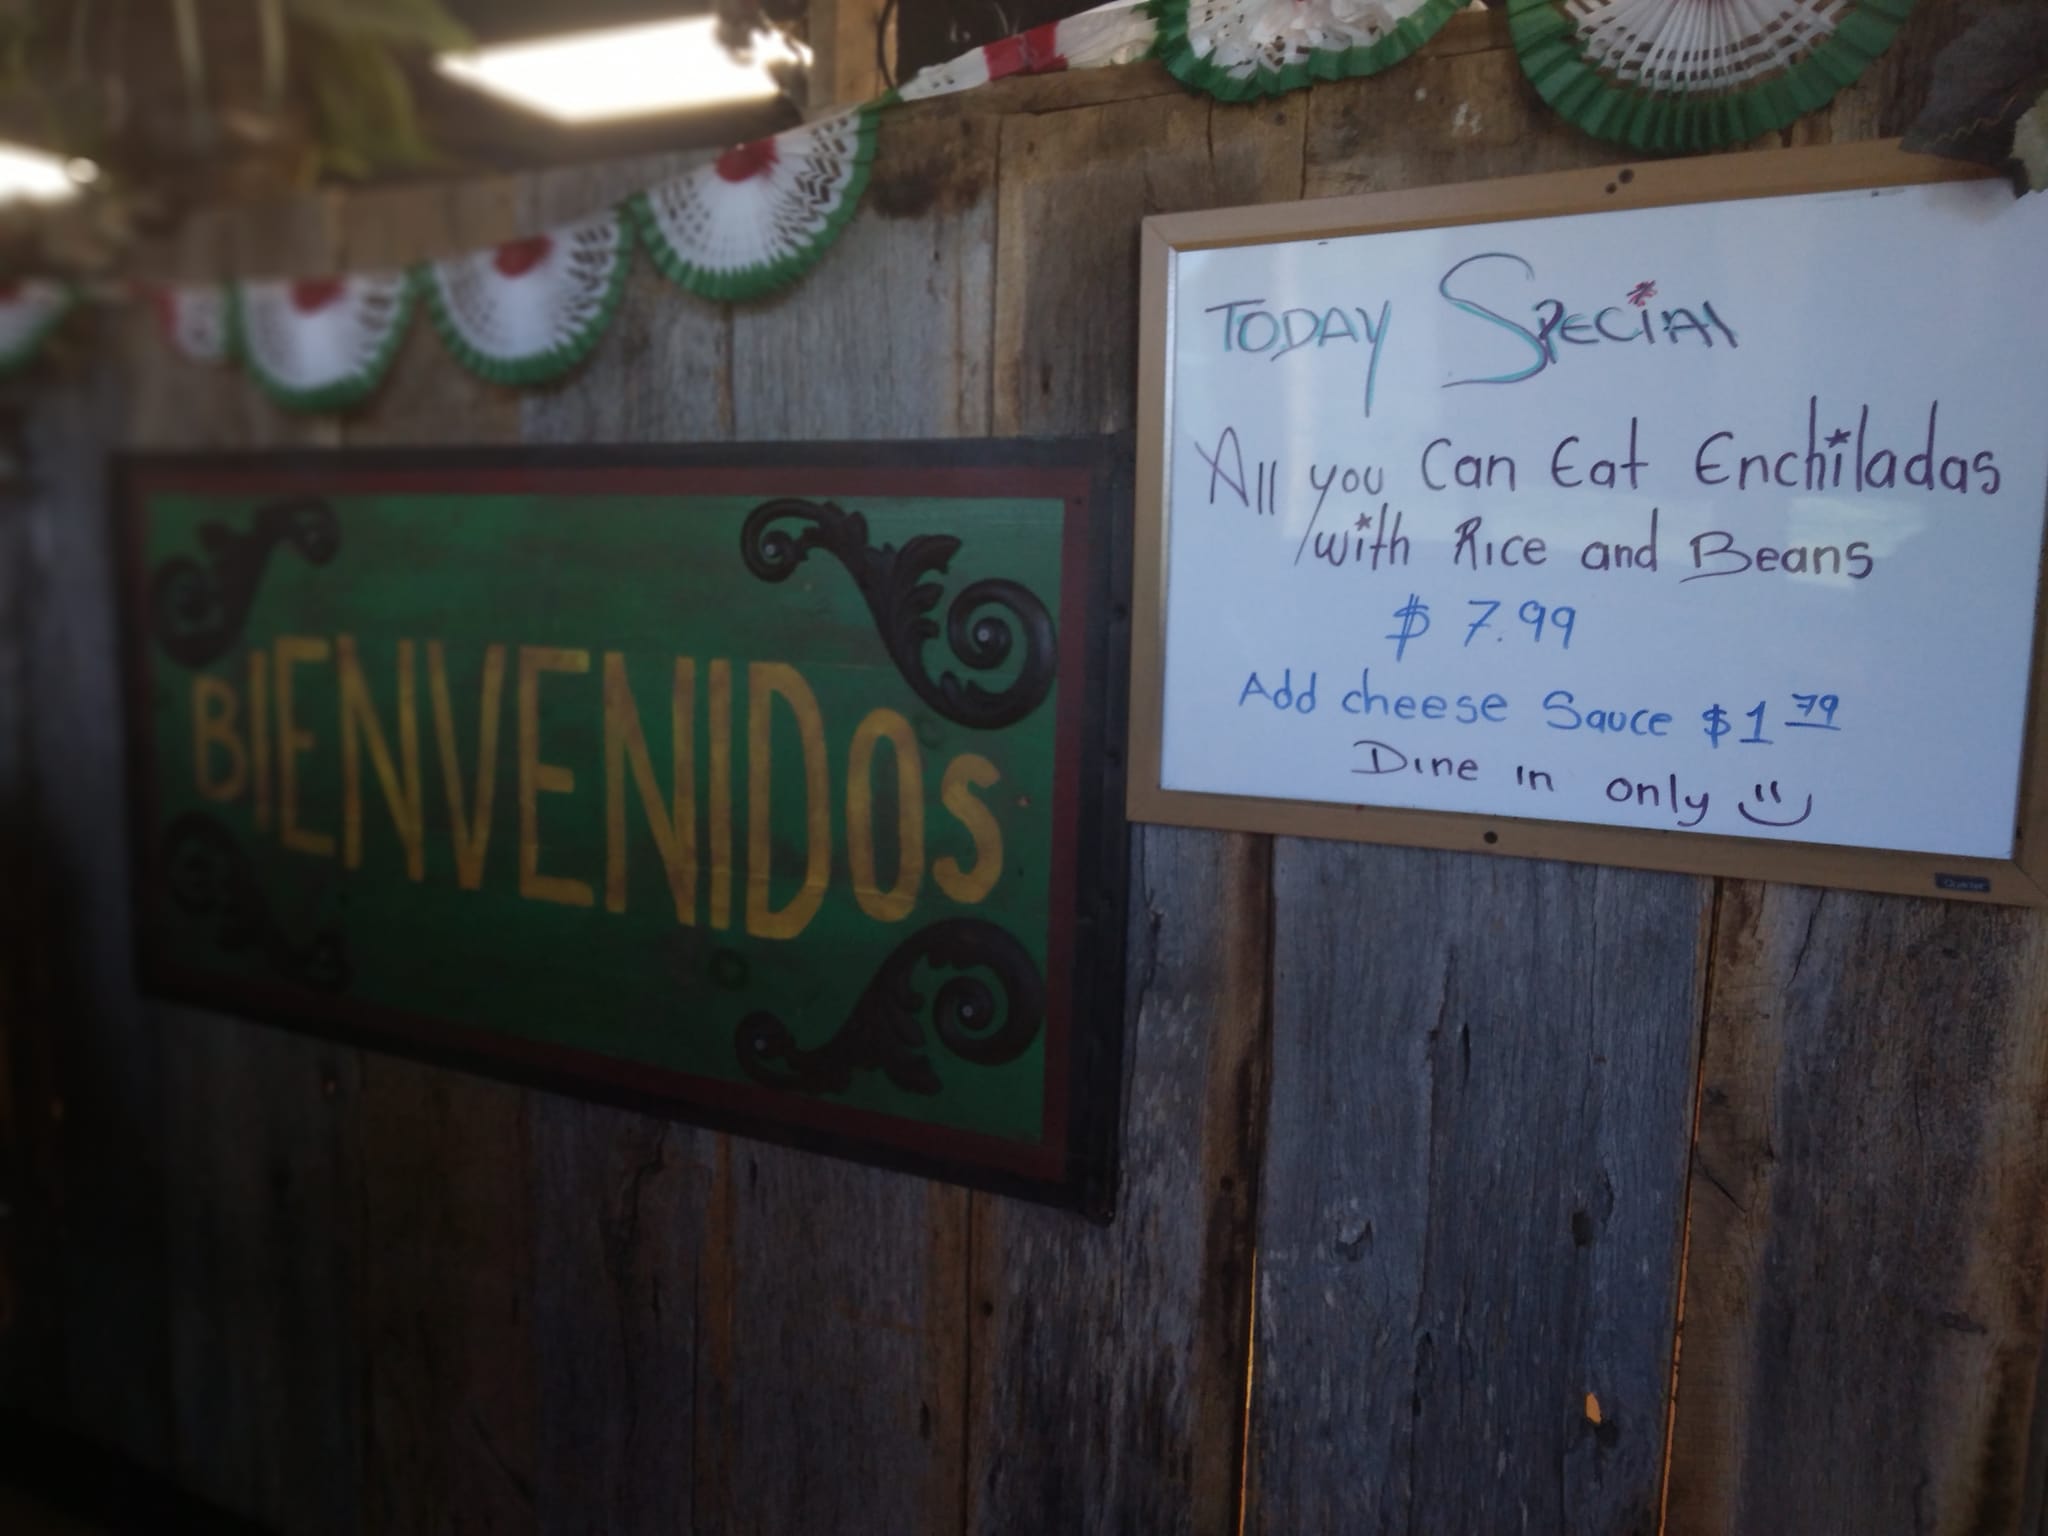 BIENVENIDOS
TODAY SPECIAL
All you Can Eat Enchiladas
with Rice and Beans
$ 7.99
Add cheese Sauce $1 79
Dine in only
Quartet